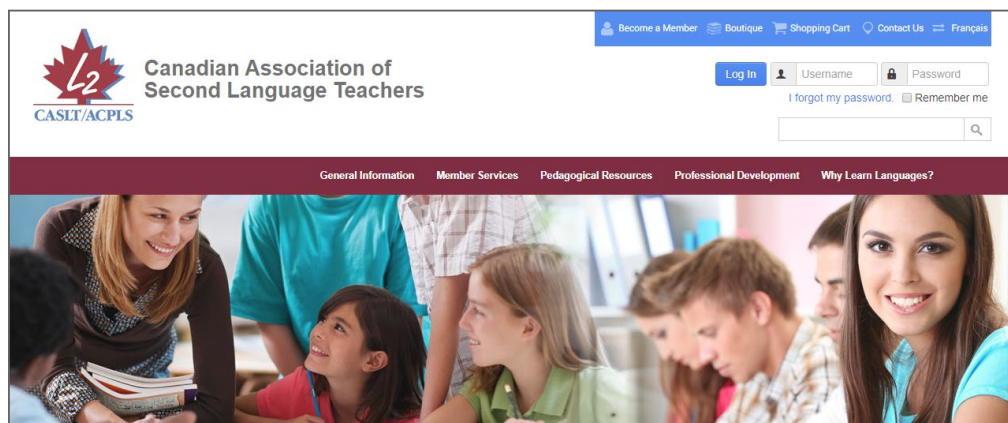 Become a Member Boutique Shopping Cart Contact Us Français
L2
CASLT/ACPLS
Canadian Association of
Second Language Teachers
Log In Username Password
I forgot my password. Remember me
General Information Member Services Pedagogical Resources Professional Development Why Learn Languages?